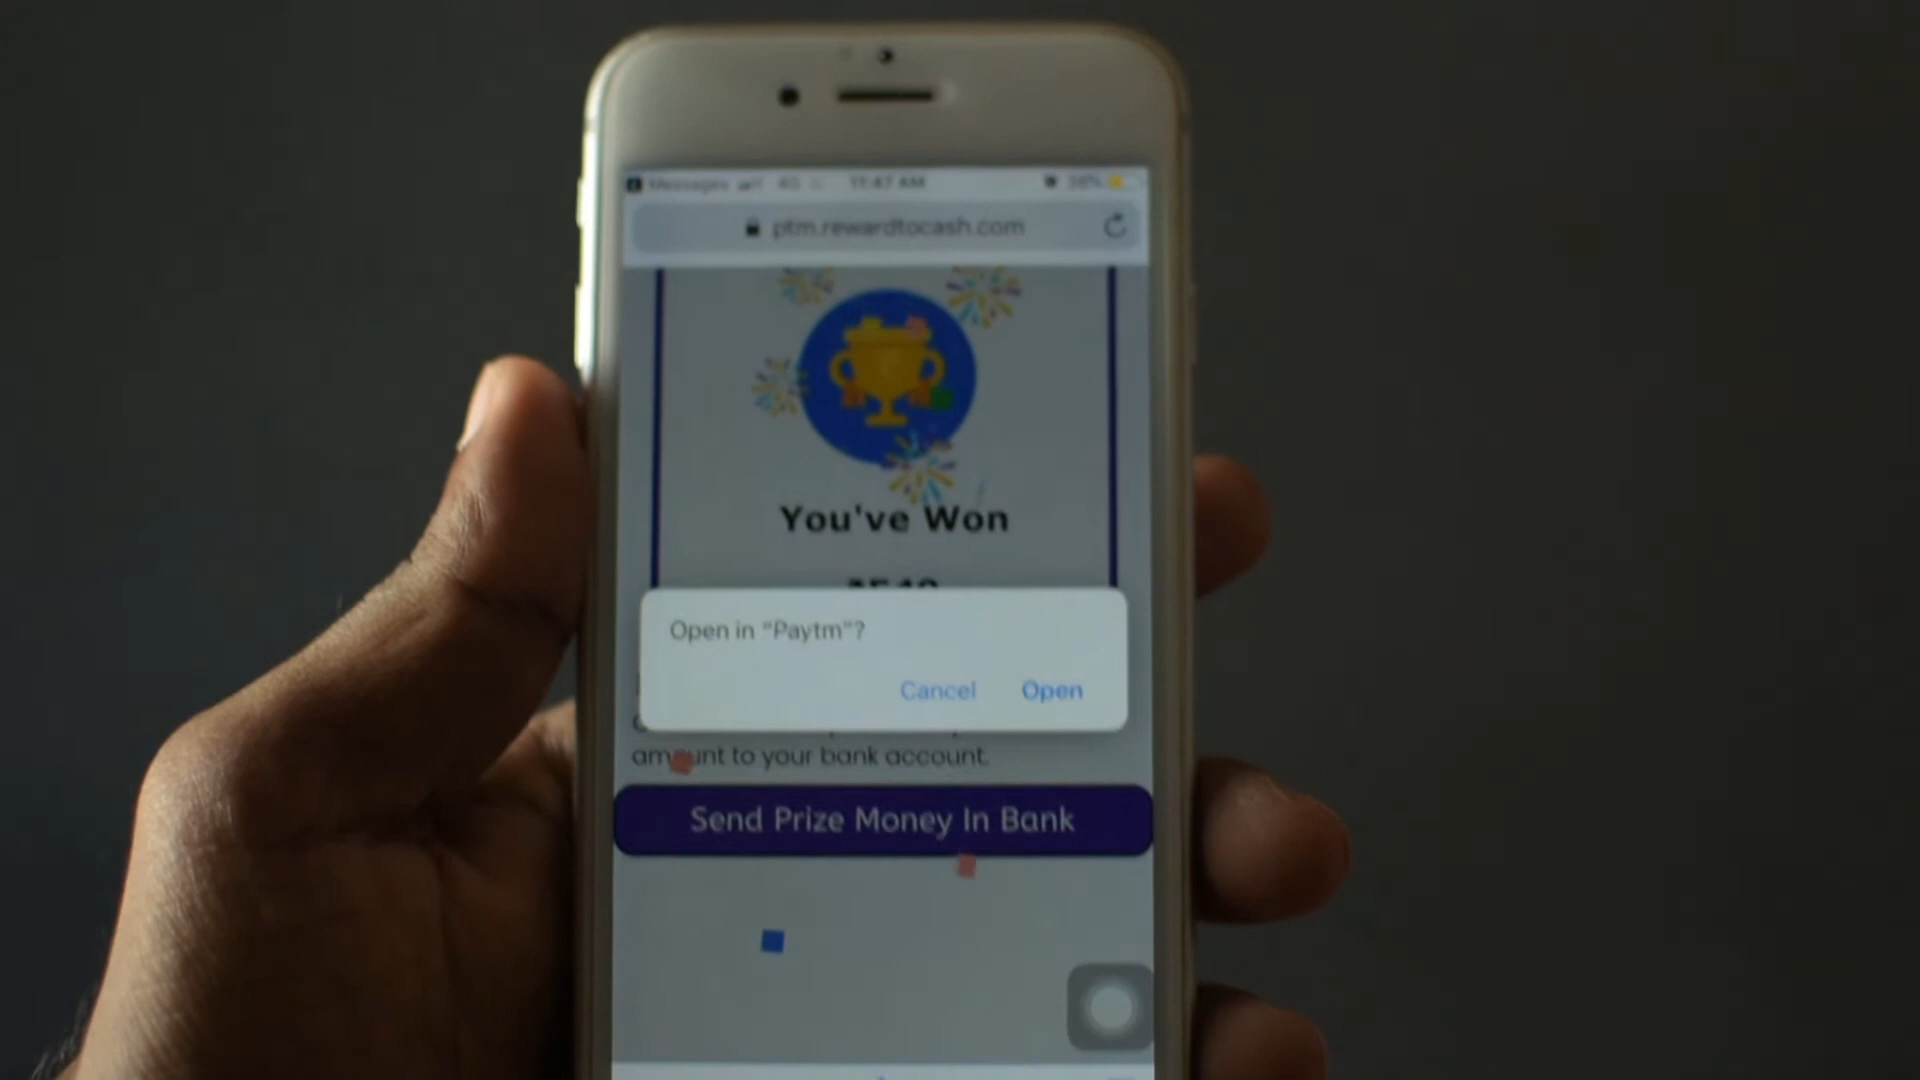 Messages 4G 11:47 AM 38%
ptm.rewardtocash.com
You've Won
Open in “Paytm”?
Cancel Open
amount to your bank account.
Send Prize Money In Bank